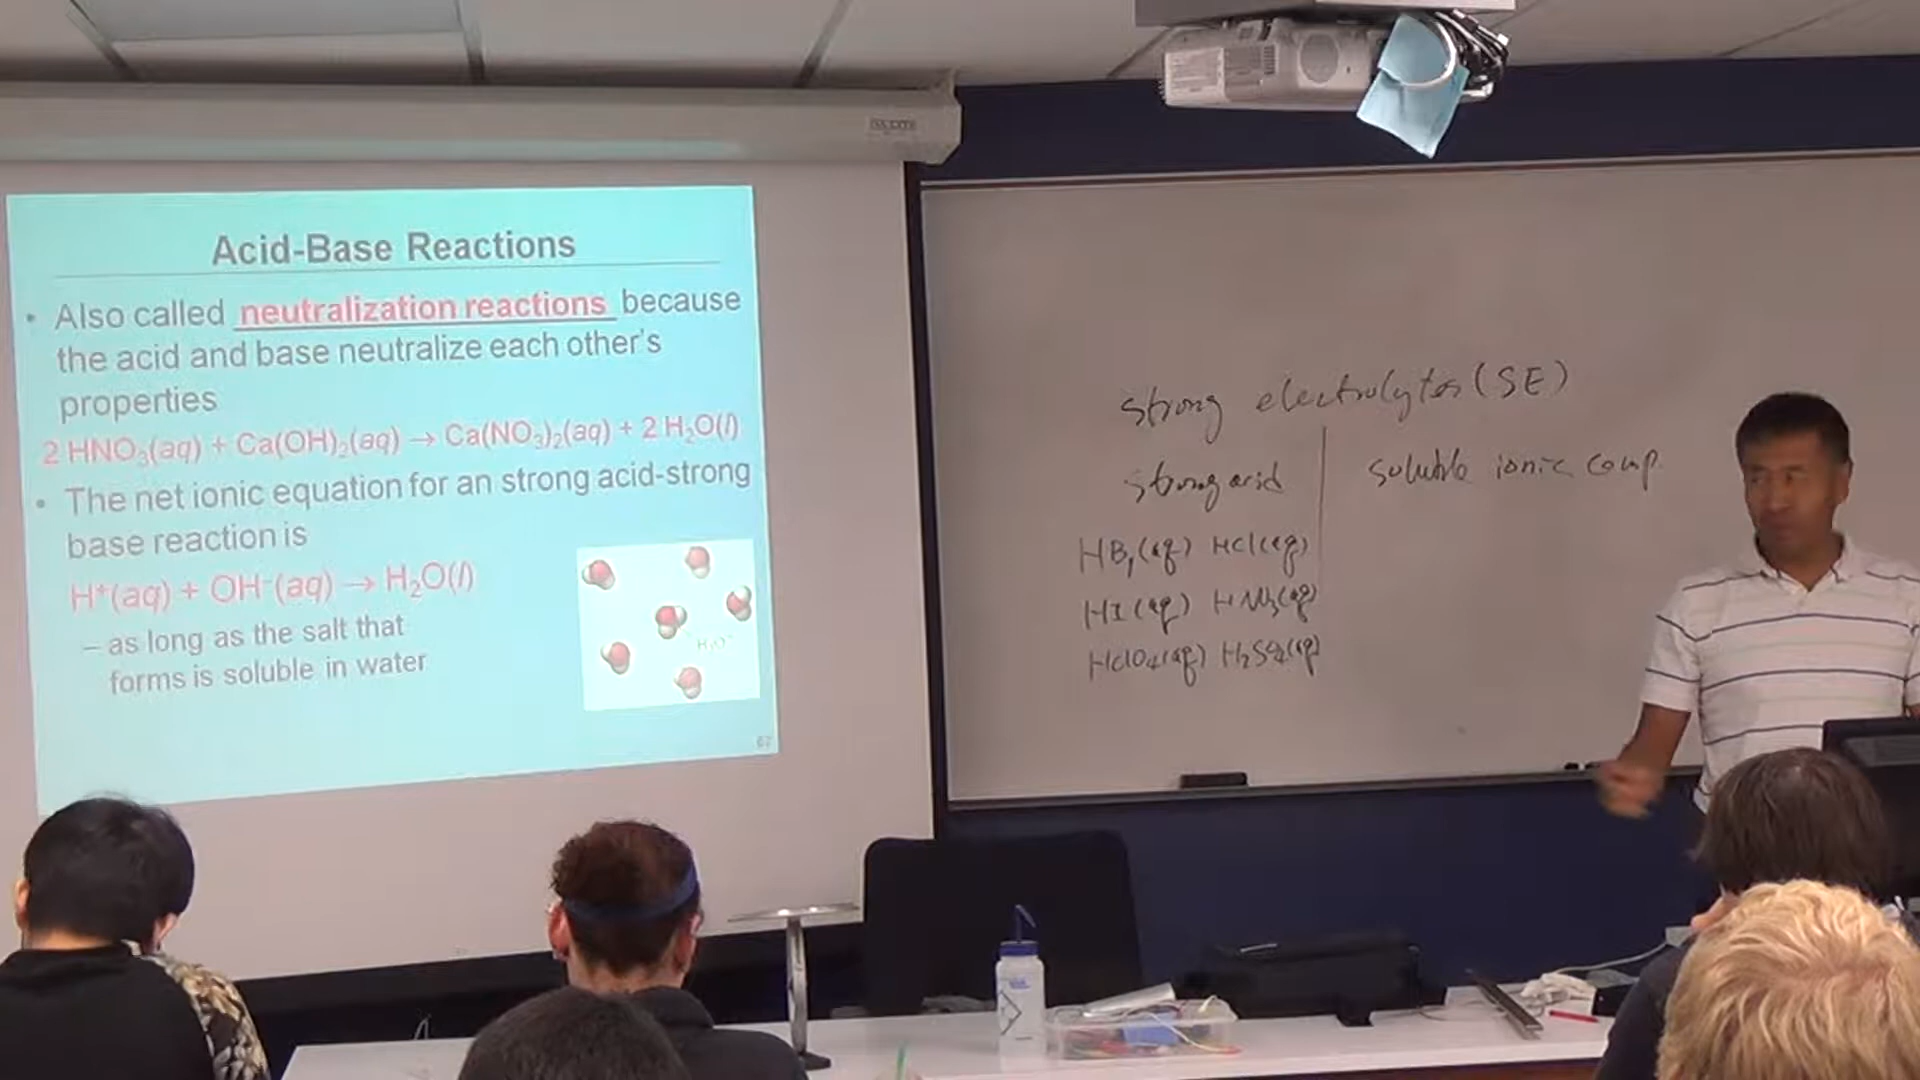 Acid-Base Reactions
• Also called neutralization reactions because
the acid and base neutralize each other's
properties
2 HNO₃(aq) + Ca(OH)₂(aq) → Ca(NO₃)₂(aq) + 2 H₂O(l)
• The net ionic equation for an strong acid-strong
base reaction is
H⁺(aq) + OH⁻(aq) → H₂O(l)
– as long as the salt that
forms is soluble in water
strong electrolytes (SE)
strong acid | soluble ionic comp.
HBr(aq) HCl(aq)
HI(aq) HNO₃(aq)
HClO₄(aq) H₂SO₄(aq)